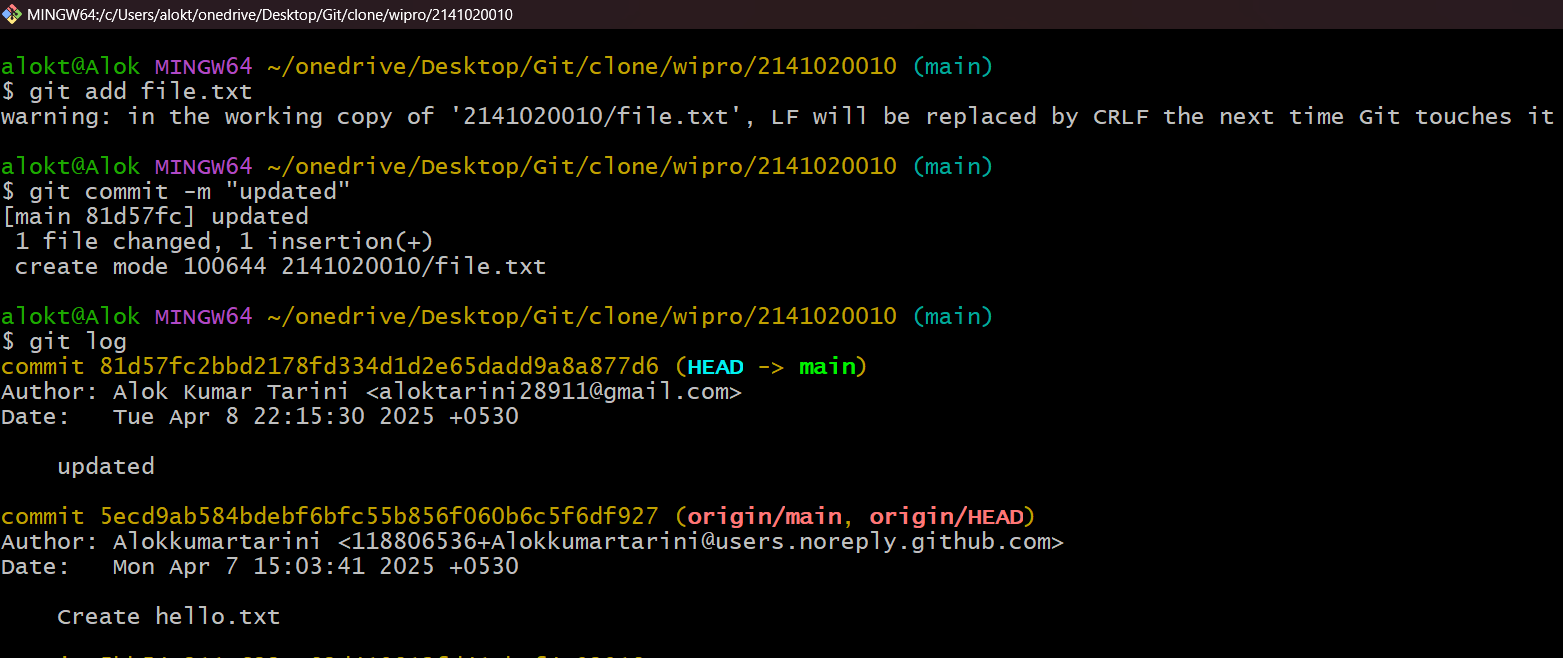 MINGW64:/c/Users/alokt/onedrive/Desktop/Git/clone/wipro/2141020010
alokt@Alok MINGW64 ~/onedrive/Desktop/Git/clone/wipro/2141020010 (main)
$ git add file.txt
warning: in the working copy of '2141020010/file.txt', LF will be replaced by CRLF the next time Git touches it
alokt@Alok MINGW64 ~/onedrive/Desktop/Git/clone/wipro/2141020010 (main)
$ git commit -m "updated"
[main 81d57fc] updated
 1 file changed, 1 insertion(+)
 create mode 100644 2141020010/file.txt
alokt@Alok MINGW64 ~/onedrive/Desktop/Git/clone/wipro/2141020010 (main)
$ git log
commit 81d57fc2bbd2178fd334d1d2e65dadd9a8a877d6 (HEAD -> main)
Author: Alok Kumar Tarini <aloktarini28911@gmail.com>
Date:   Tue Apr 8 22:15:30 2025 +0530
    updated
commit 5ecd9ab584bdebf6bfc55b856f060b6c5f6df927 (origin/main, origin/HEAD)
Author: Alokkumartarini <118806536+Alokkumartarini@users.noreply.github.com>
Date:   Mon Apr 7 15:03:41 2025 +0530
    Create hello.txt